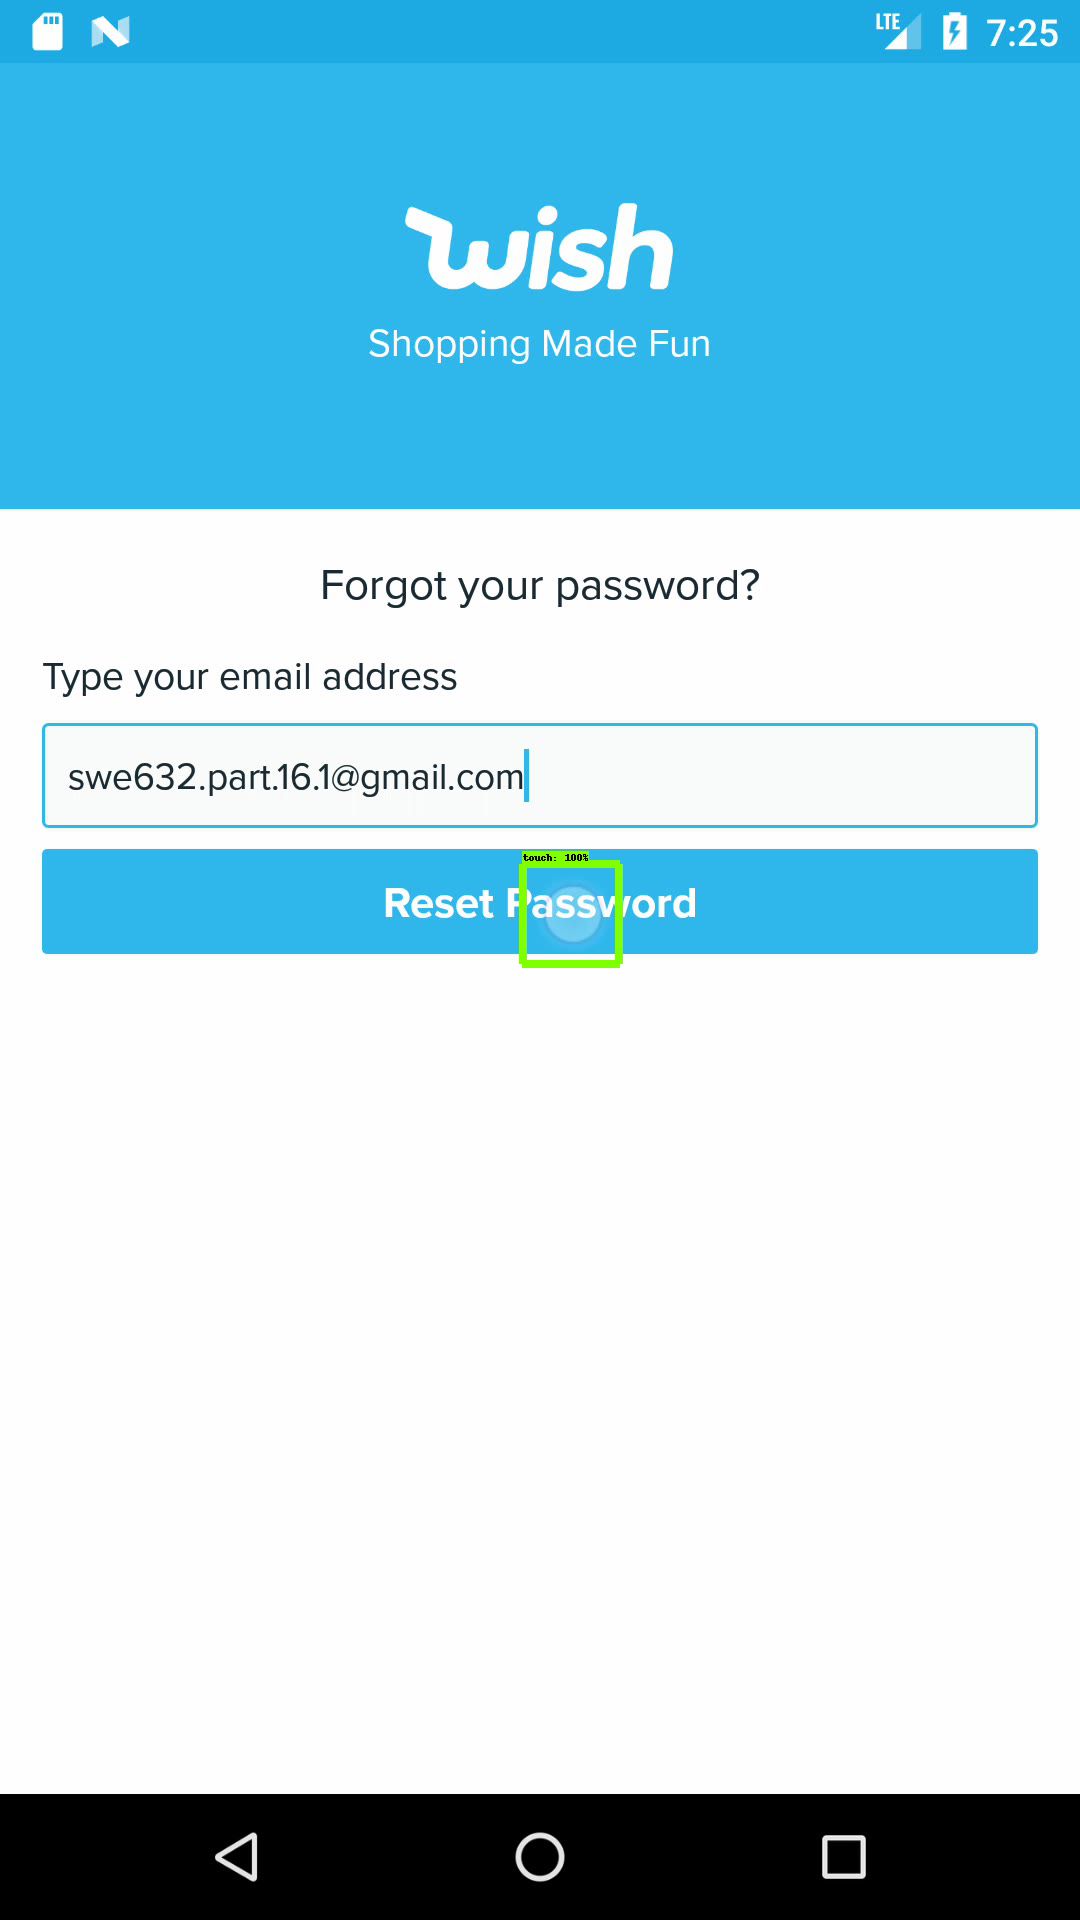 LTE 7:25
wish
Shopping Made Fun
Forgot your password?
Type your email address
swe632.part.16.1@gmail.com
touch: 100%
Reset Password